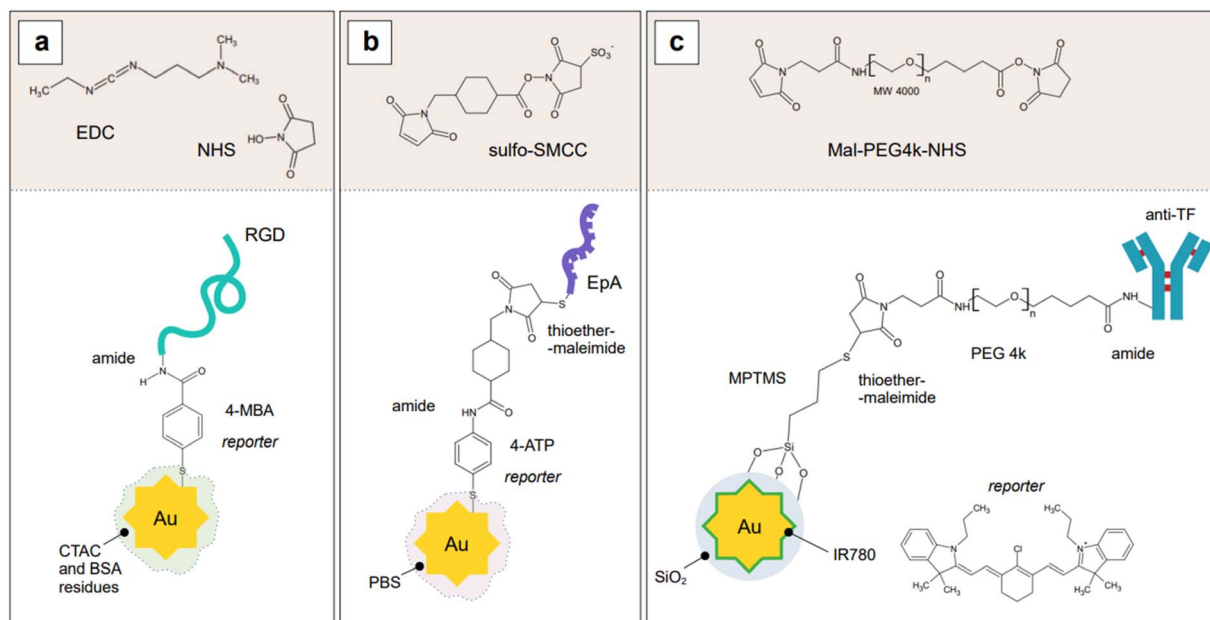 a
CH₃
N
CH₃
N
C
H₃C
N
EDC
O
N
HO
O
NHS
RGD
amide
N
H
O
4-MBA
reporter
S
Au
CTAC
and BSA
residues
b
O
SO₃⁻
O
N
O
O
O
N
O
sulfo-SMCC
EpA
O
N
S
O
thioether-
-maleimide
amide
O
NH
4-ATP
reporter
S
Au
PBS
c
O
O
N
NH
O
n
O
N
O
O
MW 4000
O
O
Mal-PEG4k-NHS
anti-TF
O
O
N
NH
O
n
NH
O
O
PEG 4k
amide
S
MPTMS
thioether-
-maleimide
Si
O
O
O
reporter
Au
IR780
SiO₂
CH₃
H₃C
N
Cl
N⁺
H₃C
CH₃
H₃C
CH₃